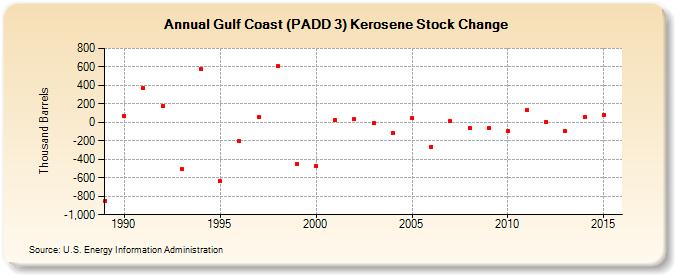 Annual Gulf Coast (PADD 3) Kerosene Stock Change
Thousand Barrels
800
600
400
200
0
-200
-400
-600
-800
-1,000
1990 1995 2000 2005 2010 2015
Source: U.S. Energy Information Administration